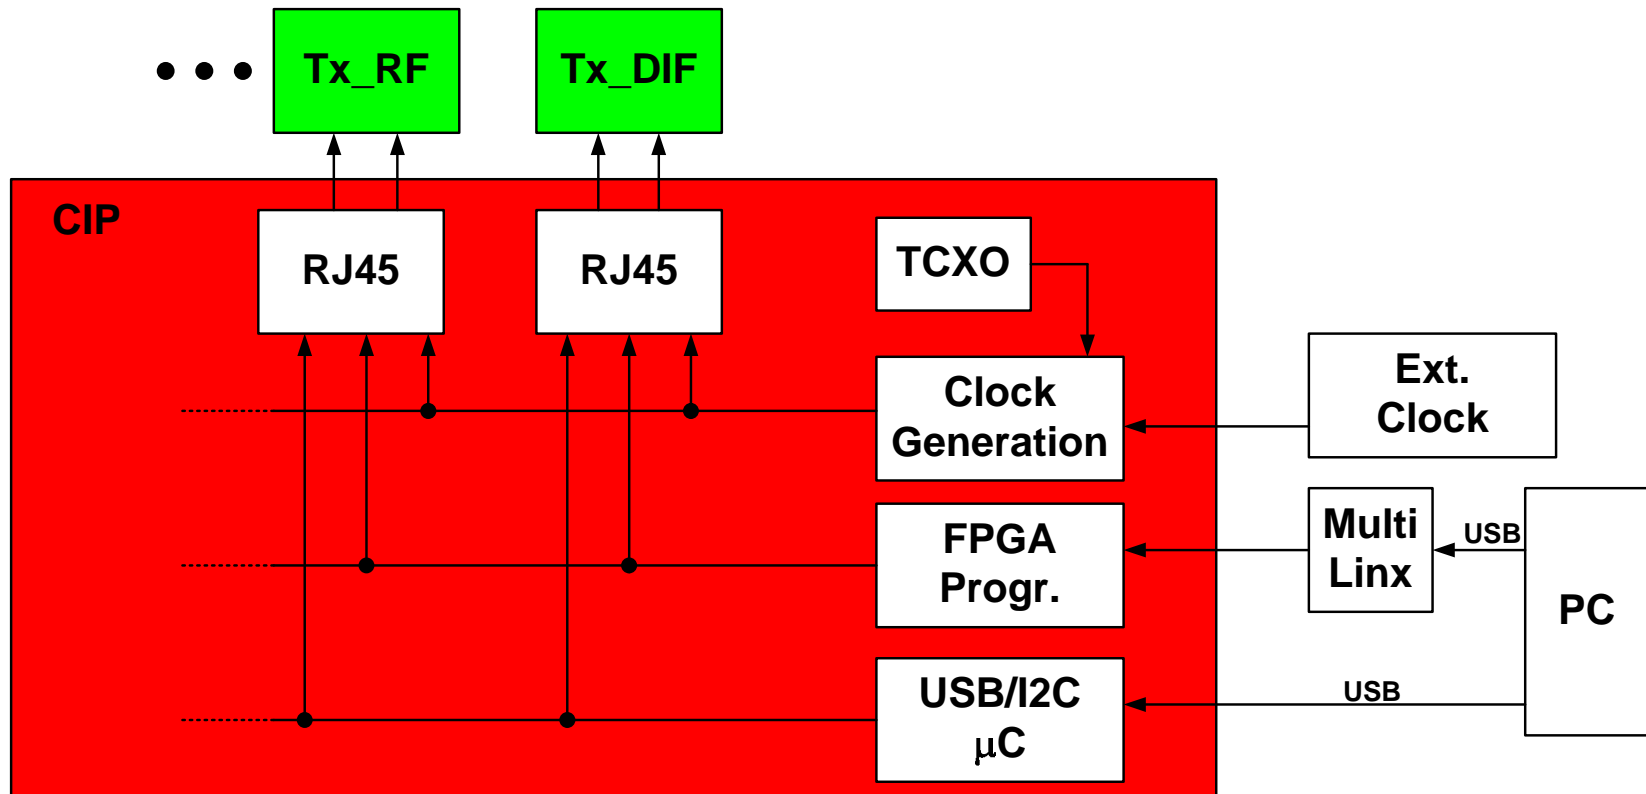 Tx_RF
Tx_DIF
CIP
RJ45
RJ45
TCXO
Clock
Generation
Ext.
Clock
FPGA
Progr.
Multi
Linx
USB
PC
USB/I2C
μC
USB